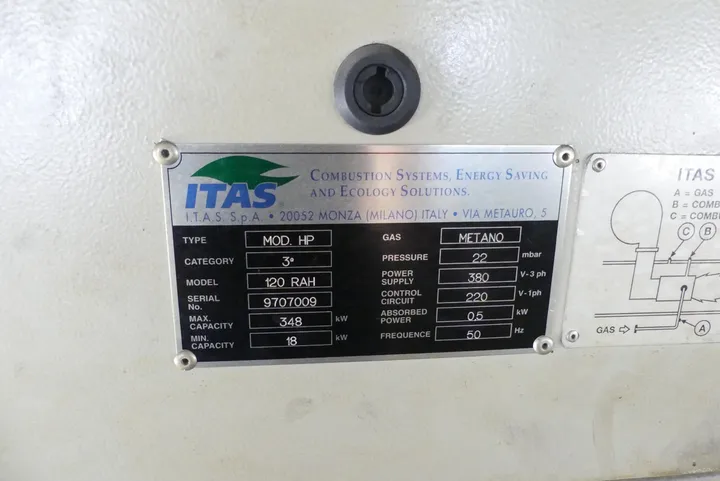 ITAS
COMBUSTION SYSTEMS, ENERGY SAVING
AND ECOLOGY SOLUTIONS.
I.T.A.S. S.p.A. • 20052 MONZA (MILANO) ITALY • VIA METAURO, 5
TYPE MOD. HP
CATEGORY 3°
MODEL 120 RAH
SERIAL No. 9707009
MAX. CAPACITY 348 kW
MIN. CAPACITY 18 kW
GAS METANO
PRESSURE 22 mbar
POWER SUPPLY 380 V-3 ph
CONTROL CIRCUIT 220 V-1ph
ABSORBED POWER 0.5 kW
FREQUENCE 50 Hz
ITAS
A = GAS
B = COMB
C = COMBU
C B
GAS A